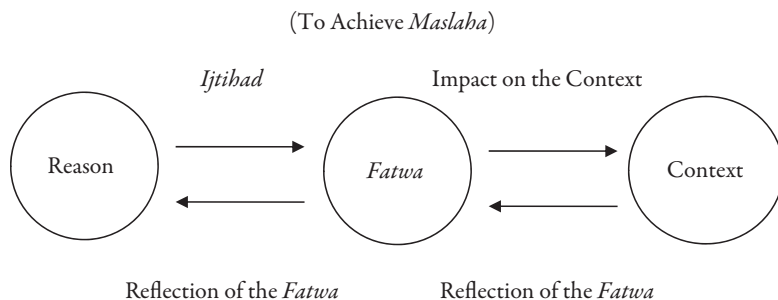 (To Achieve Maslaha)
Ijtihad
Impact on the Context
Reason
Fatwa
Context
Reflection of the Fatwa
Reflection of the Fatwa